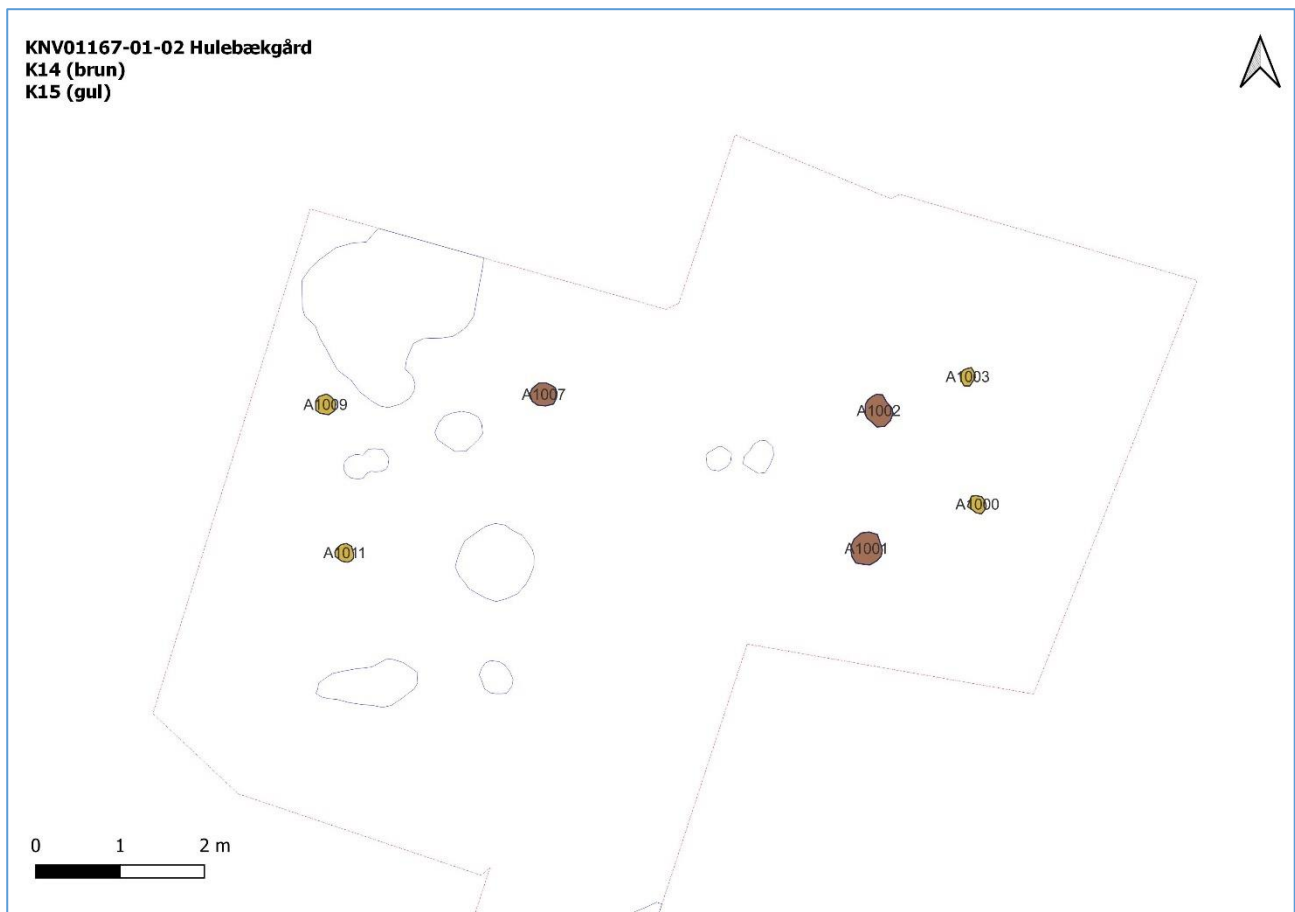 KNV01167-01-02 Hulebækgård
K14 (brun)
K15 (gul)
A1003
A1009
A1007
A1002
A1000
A1011
A1001
0 1 2 m